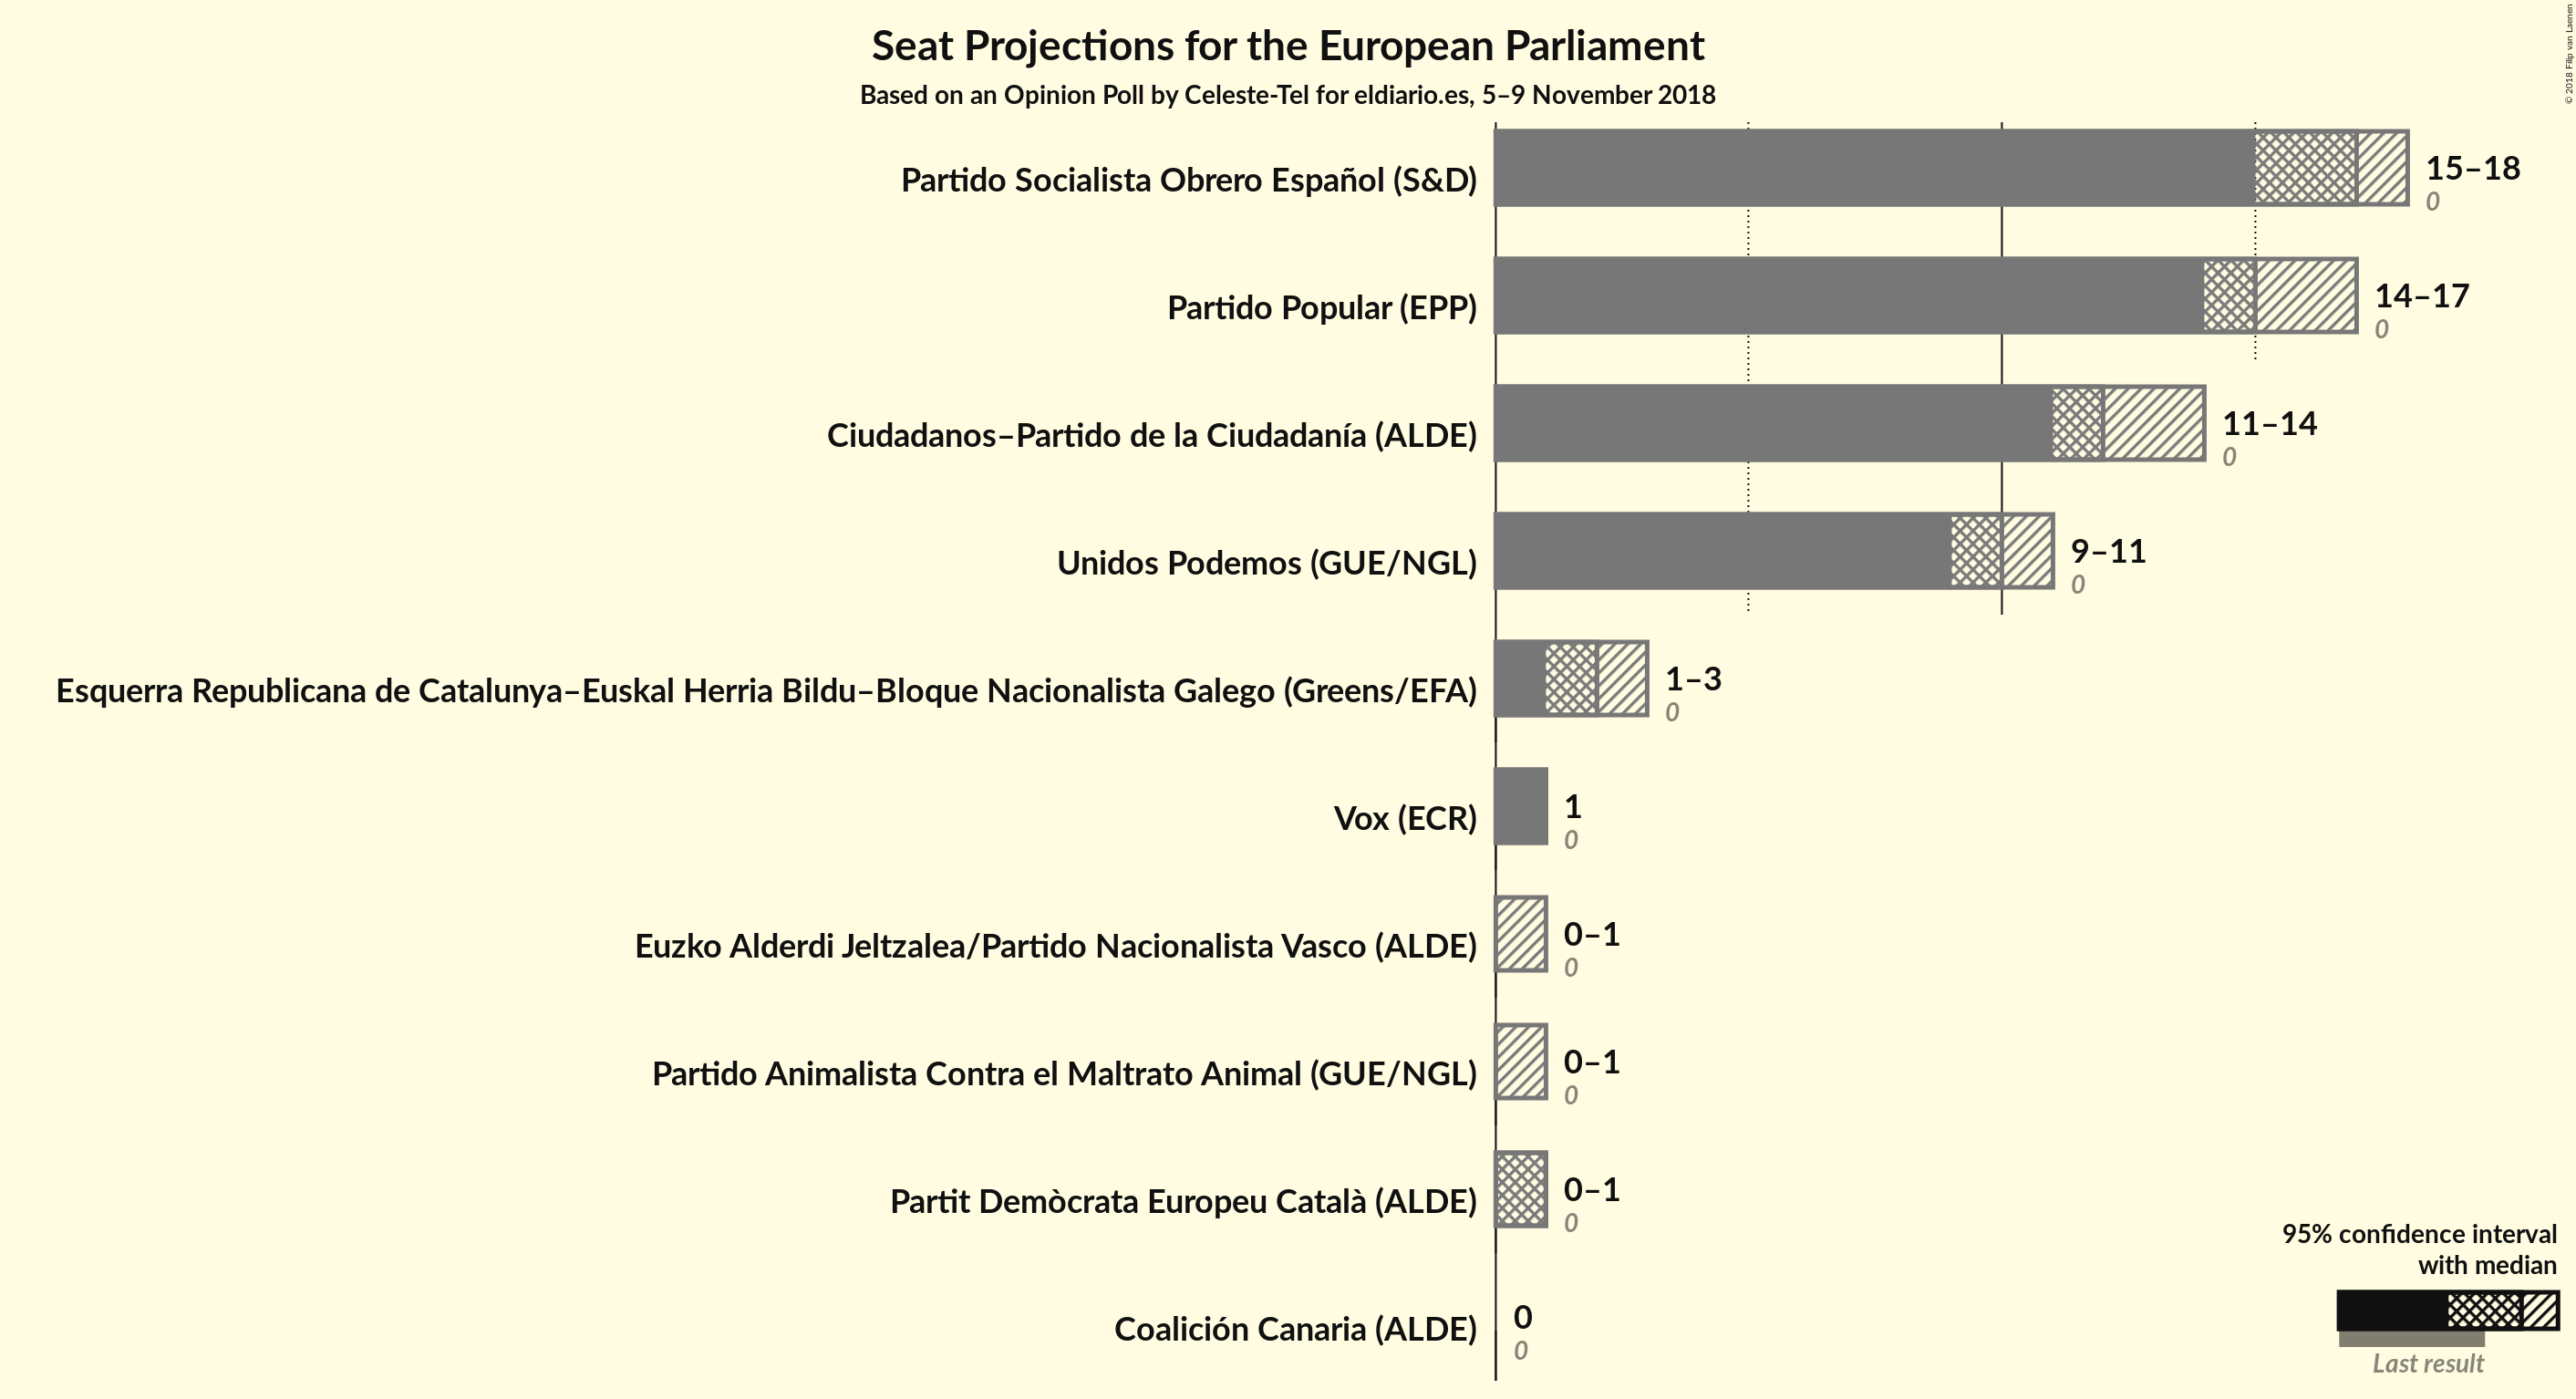 Seat Projections for the European Parliament
Based on an Opinion Poll by Celeste-Tel for eldiario.es, 5–9 November 2018
© 2018 Filip van Laenen
Partido Socialista Obrero Español (S&D)
15–18
0
Partido Popular (EPP)
14–17
0
Ciudadanos–Partido de la Ciudadanía (ALDE)
11–14
0
Unidos Podemos (GUE/NGL)
9–11
0
Esquerra Republicana de Catalunya–Euskal Herria Bildu–Bloque Nacionalista Galego (Greens/EFA)
1–3
0
Vox (ECR)
1
0
Euzko Alderdi Jeltzalea/Partido Nacionalista Vasco (ALDE)
0–1
0
Partido Animalista Contra el Maltrato Animal (GUE/NGL)
0–1
0
Partit Demòcrata Europeu Català (ALDE)
0–1
0
Coalición Canaria (ALDE)
0
0
95% confidence interval
with median
Last result